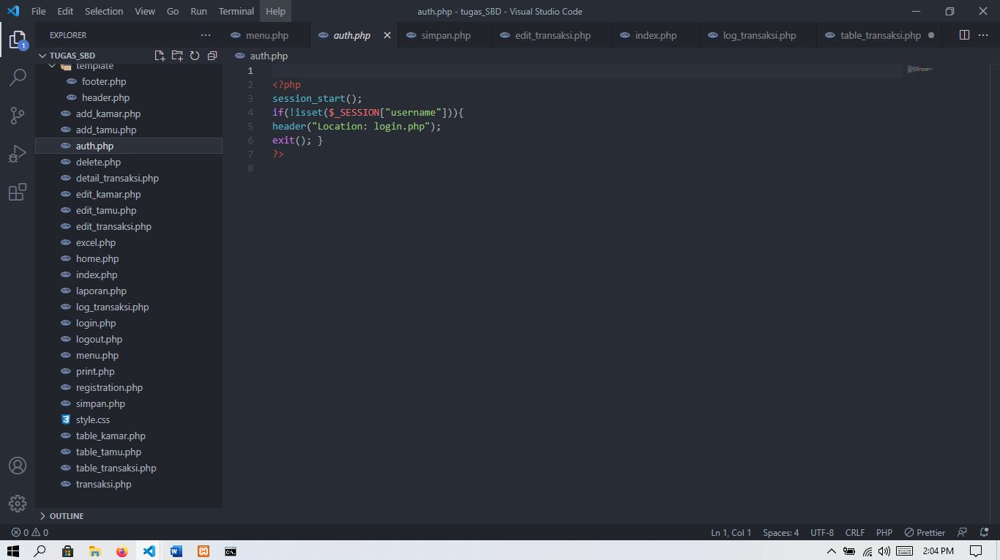 File Edit Selection View Go Run Terminal Help
auth.php - tugas_SBD - Visual Studio Code
EXPLORER
menu.php
auth.php
simpan.php
edit_transaksi.php
index.php
log_transaksi.php
table_transaksi.php
1
TUGAS_SBD
template
footer.php
header.php
add_kamar.php
add_tamu.php
auth.php
delete.php
detail_transaksi.php
edit_kamar.php
edit_tamu.php
edit_transaksi.php
excel.php
home.php
index.php
laporan.php
log_transaksi.php
login.php
logout.php
menu.php
print.php
registration.php
simpan.php
style.css
table_kamar.php
table_tamu.php
table_transaksi.php
transaksi.php
OUTLINE
auth.php
1
2 <?php
3 session_start();
4 if(!isset($_SESSION["username"])){
5 header("Location: login.php");
6 exit(); }
7 ?>
8
0 0
Ln 1, Col 1 Spaces: 4 UTF-8 CRLF PHP Prettier
2:04 PM